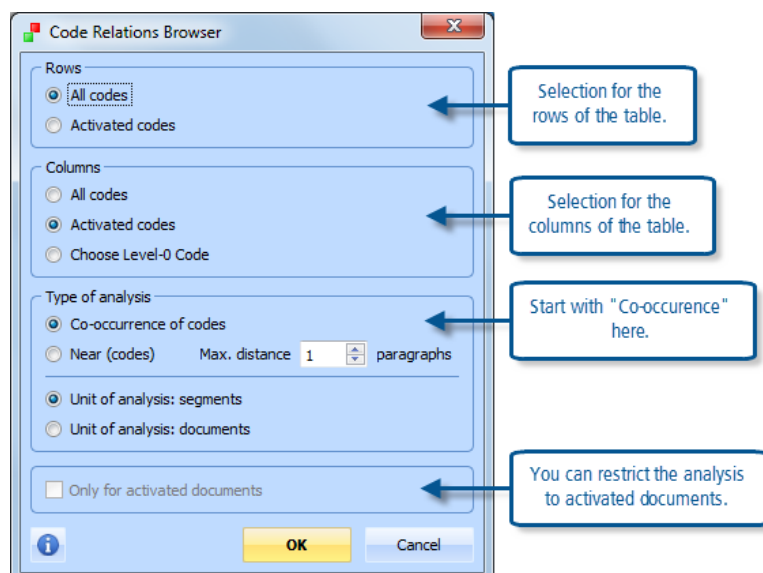 Code Relations Browser
Rows
All codes
Activated codes
Selection for the
rows of the table.
Columns
All codes
Activated codes
Choose Level-0 Code
Selection for the
columns of the table.
Type of analysis
Co-occurrence of codes
Near (codes) Max. distance 1 paragraphs
Unit of analysis: segments
Unit of analysis: documents
Start with "Co-occurence"
here.
Only for activated documents
You can restrict the analysis
to activated documents.
OK Cancel